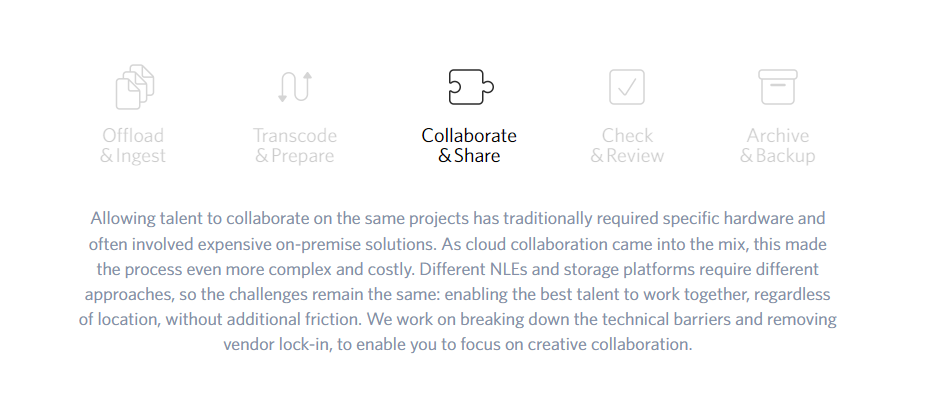 Offload Transcode Collaborate Check Archive
& Ingest & Prepare & Share & Review & Backup
Allowing talent to collaborate on the same projects has traditionally required specific hardware and
often involved expensive on-premise solutions. As cloud collaboration came into the mix, this made
the process even more complex and costly. Different NLEs and storage platforms require different
approaches, so the challenges remain the same: enabling the best talent to work together, regardless
of location, without additional friction. We work on breaking down the technical barriers and removing
vendor lock-in, to enable you to focus on creative collaboration.